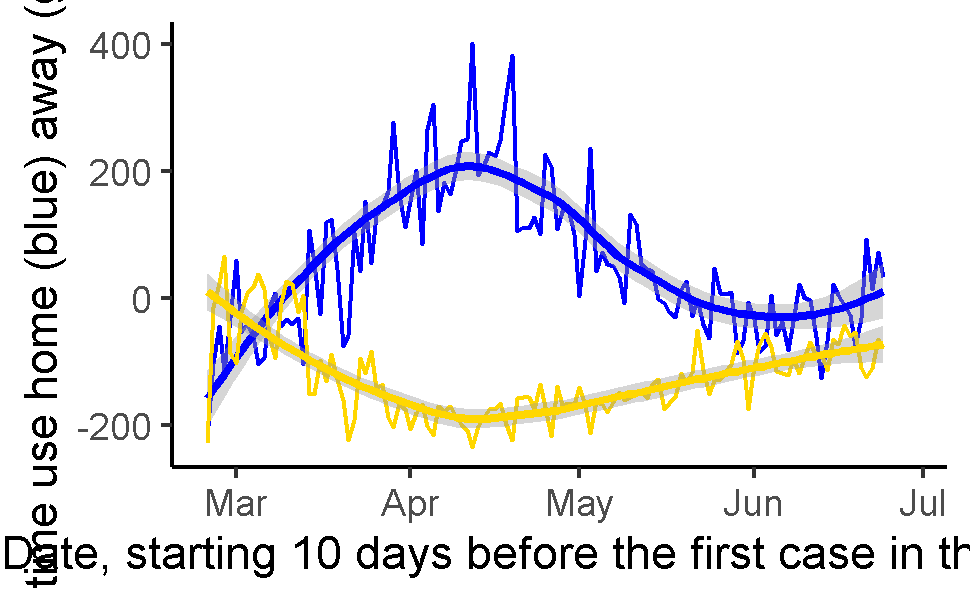 time use home (blue) away (
400
200
0
-200
Mar Apr May Jun Jul
Date, starting 10 days before the first case in th